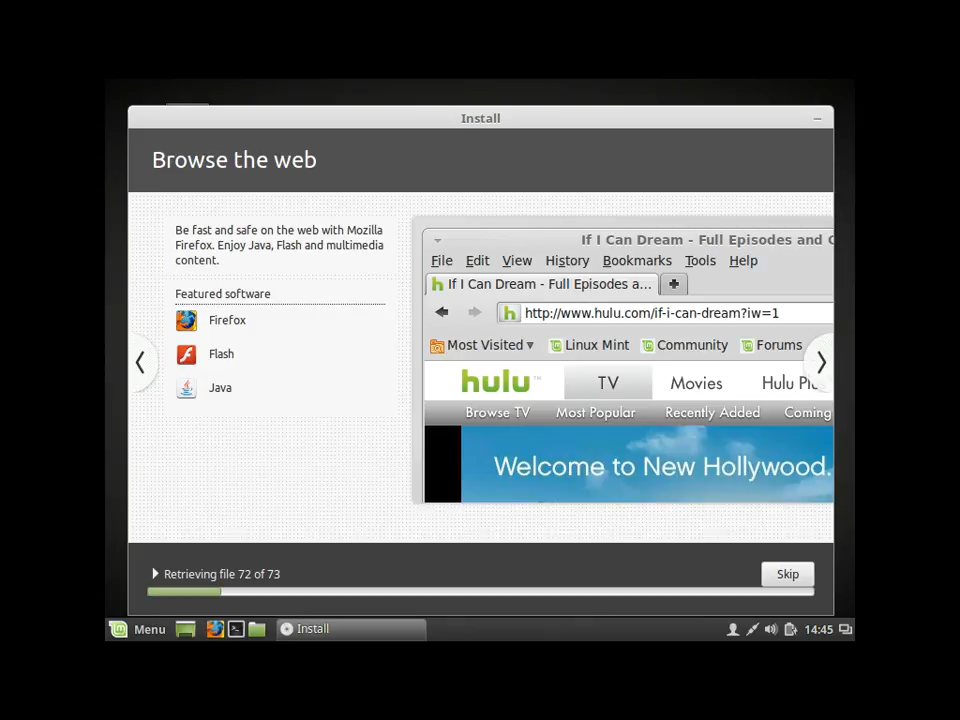 Install
Browse the web
Be fast and safe on the web with Mozilla
Firefox. Enjoy Java, Flash and multimedia
content.
Featured software
Firefox
Flash
Java
If I Can Dream - Full Episodes and
File Edit View History Bookmarks Tools Help
If I Can Dream - Full Episodes a...
http://www.hulu.com/if-i-can-dream?iw=1
Most Visited Linux Mint Community Forums
hulu™ TV Movies Hulu
Browse TV Most Popular Recently Added Coming
Welcome to New Hollywood.
Retrieving file 72 of 73
Skip
Menu Install 14:45